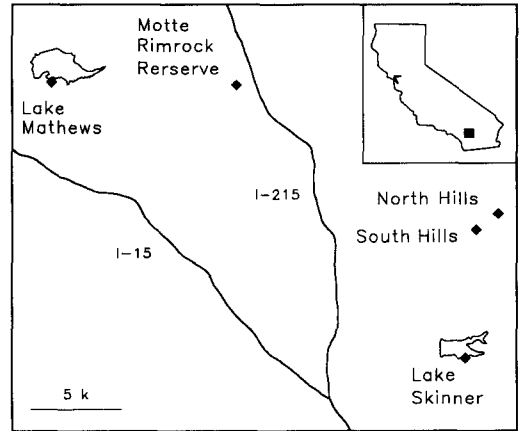 Motte
Rimrock
Rerserve
Lake
Mathews
I-215
North Hills
South Hills
I-15
5 k
Lake
Skinner